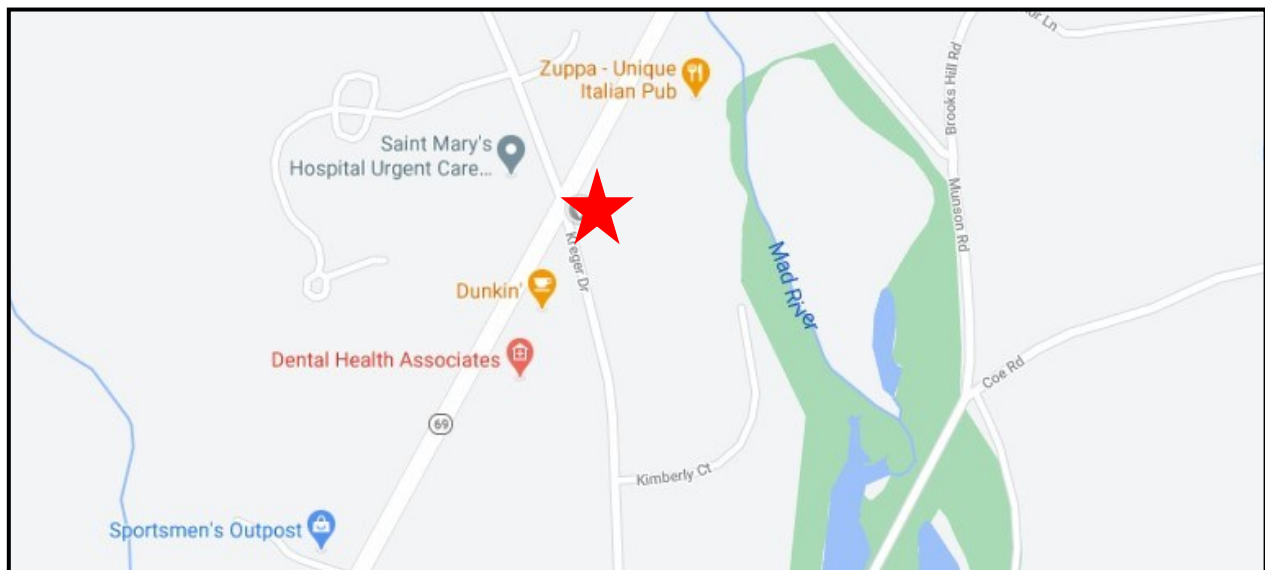 Zuppa - Unique
Italian Pub
Brooks Hill Rd
Saint Mary's
Hospital Urgent Care...
Munson Rd
Kreger Dr
Mad River
Dunkin'
Dental Health Associates
Coe Rd
69
Kimberly Ct
Sportsmen's Outpost